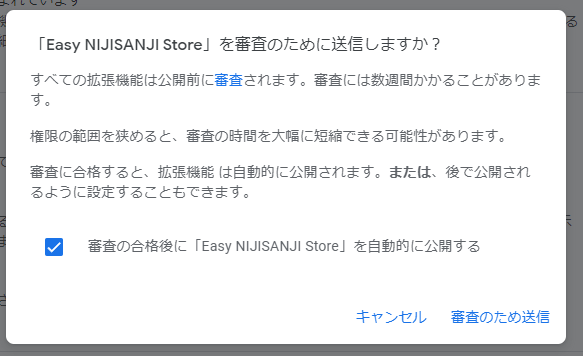 まれています
「Easy NIJISANJI Store」を審査のために送信しますか？
すべての拡張機能は公開前に審査されます。審査には数週間かかることがありま
す。
権限の範囲を狭めると、審査の時間を大幅に短縮できる可能性があります。
審査に合格すると、拡張機能 は自動的に公開されます。または、後で公開され
るように設定することもできます。
審査の合格後に「Easy NIJISANJI Store」を自動的に公開する
キャンセル 審査のため送信